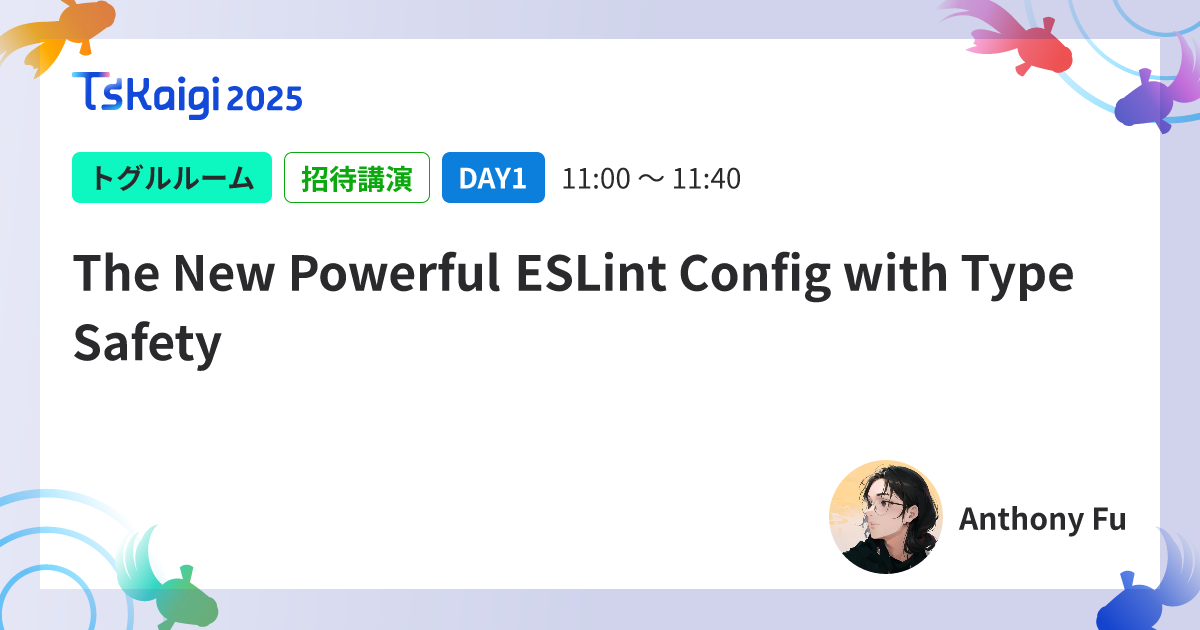 TSKaigi 2025
トグルルーム 招待講演 DAY1 11:00 〜 11:40
The New Powerful ESLint Config with Type
Safety
Anthony Fu